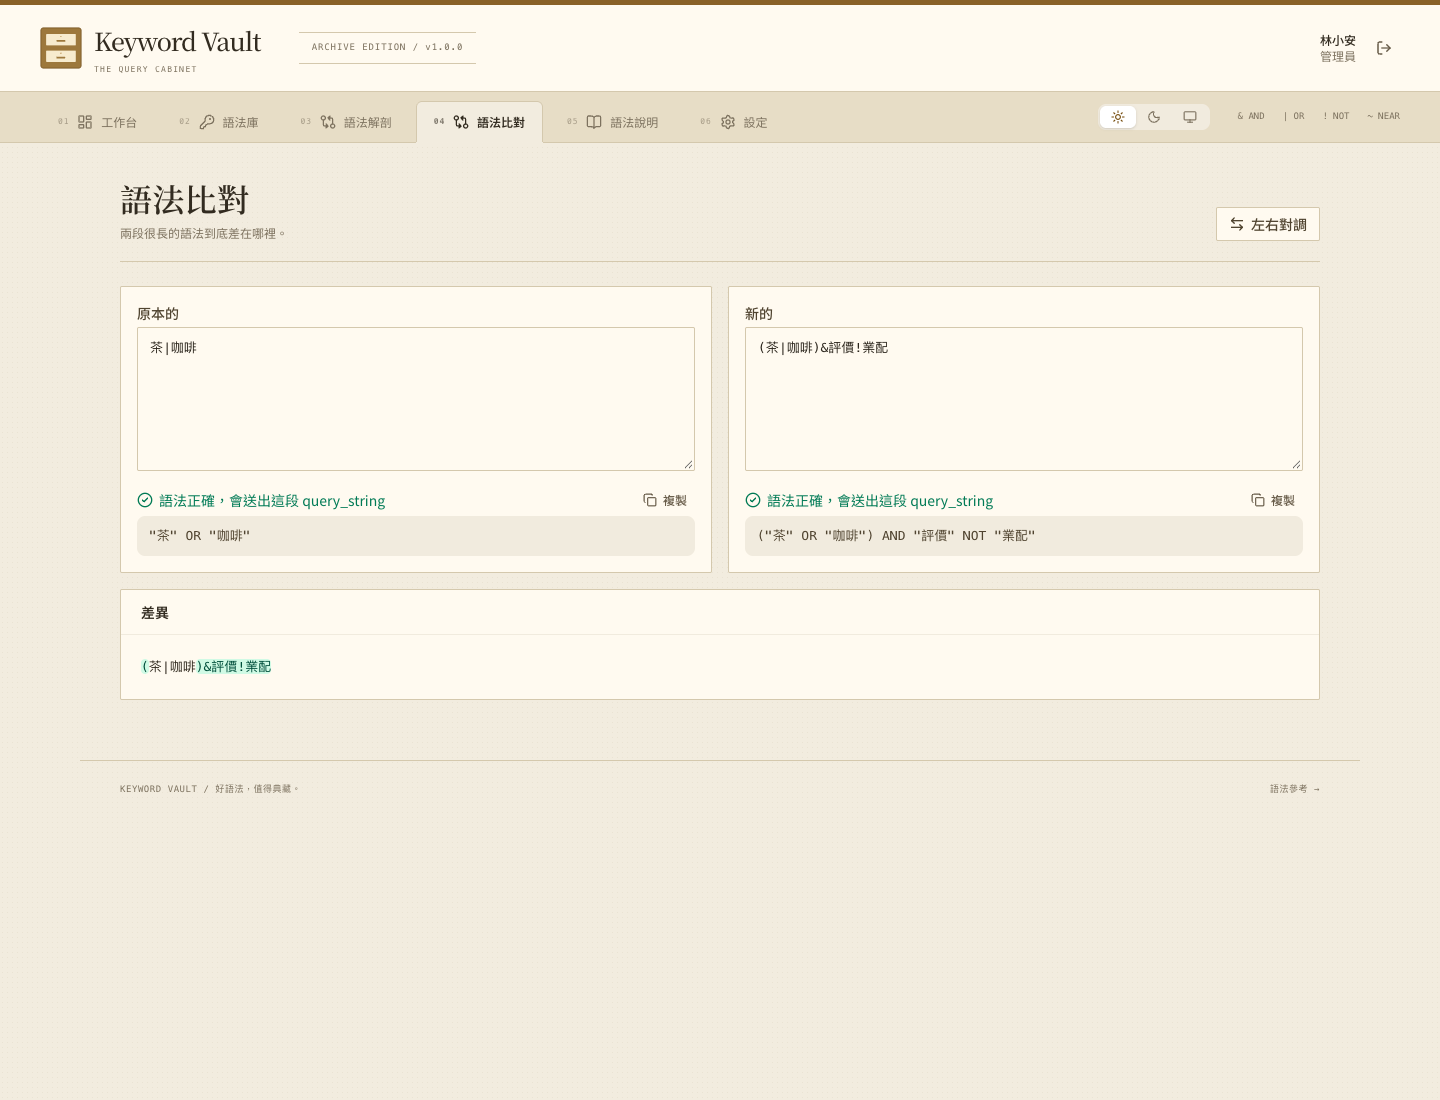 Keyword Vault
THE QUERY CABINET
ARCHIVE EDITION / v1.0.0
林小安
管理員
01 工作台
02 語法庫
03 語法解剖
04 語法比對
05 語法說明
06 設定
& AND | OR ! NOT ~ NEAR
語法比對
兩段很長的語法到底差在哪裡。
左右對調
原本的
茶|咖啡
語法正確，會送出這段 query_string
複製
"茶" OR "咖啡"
新的
(茶|咖啡)&評價!業配
語法正確，會送出這段 query_string
複製
("茶" OR "咖啡") AND "評價" NOT "業配"
差異
(茶|咖啡)&評價!業配
KEYWORD VAULT / 好語法，值得典藏。
語法參考 →